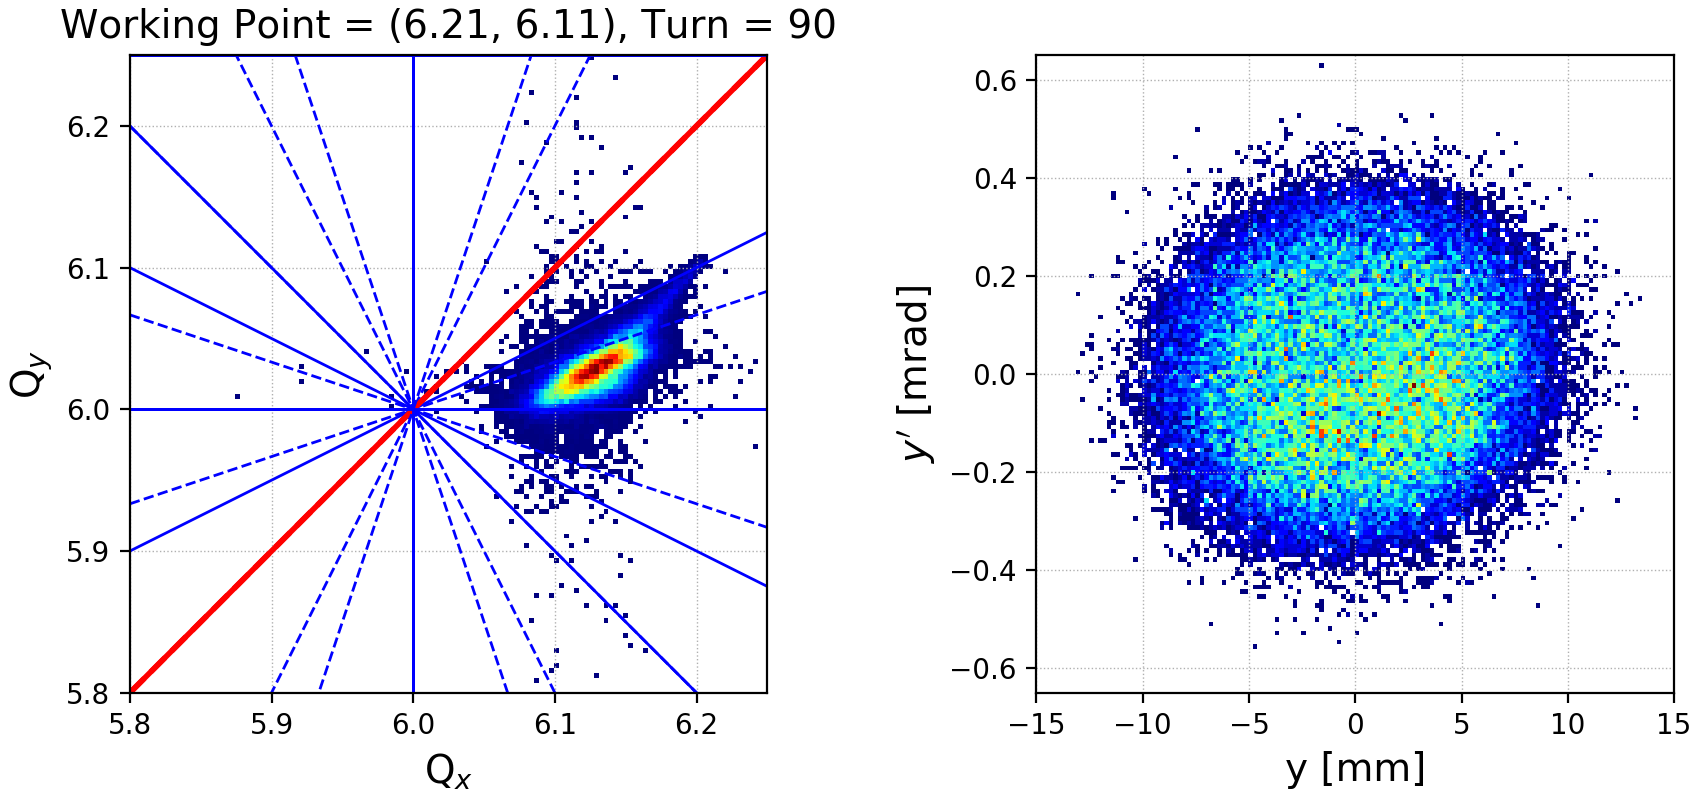 Working Point = (6.21, 6.11), Turn = 90
6.2
6.1
6.0
5.9
5.8
Qy
5.8 5.9 6.0 6.1 6.2
Qx
0.6
0.4
0.2
0.0
−0.2
−0.4
−0.6
y′ [mrad]
−15 −10 −5 0 5 10 15
y [mm]